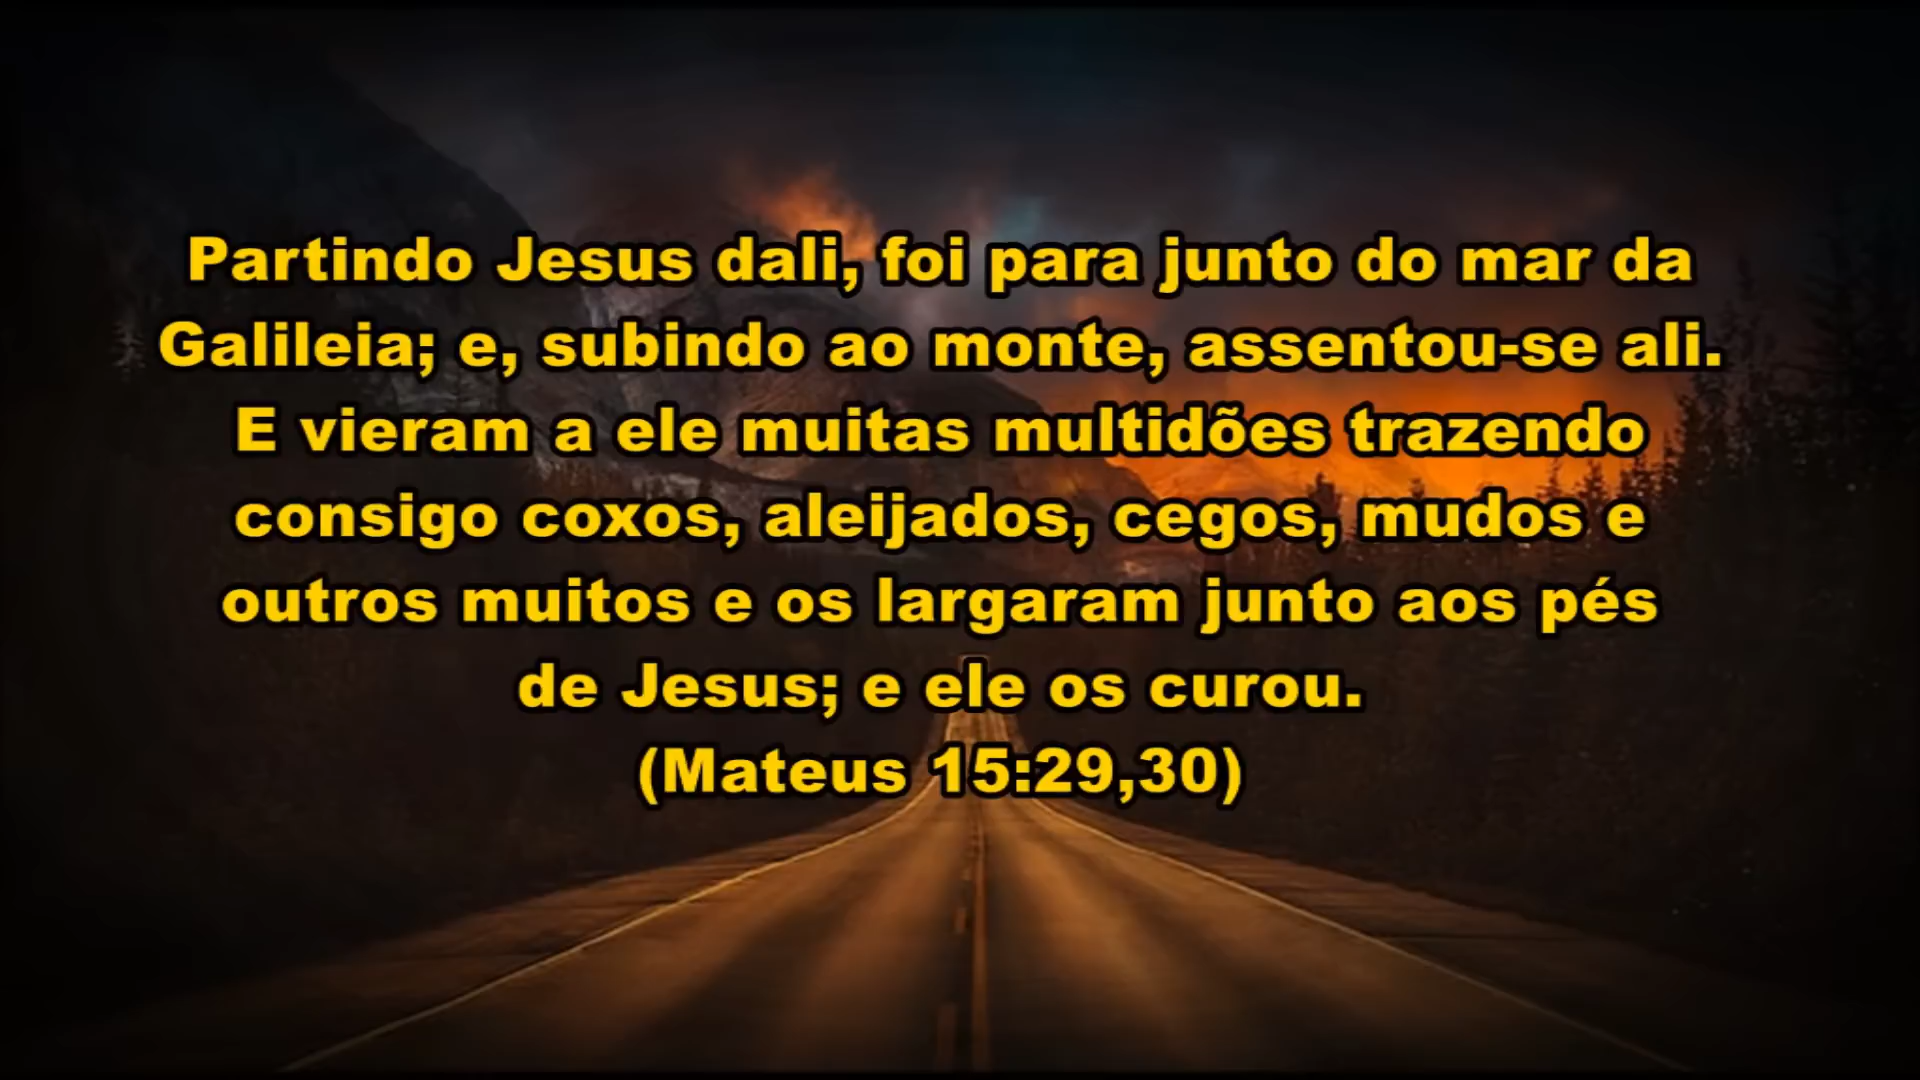 Partindo Jesus dali, foi para junto do mar da
Galileia; e, subindo ao monte, assentou-se ali.
E vieram a ele muitas multidões trazendo
consigo coxos, aleijados, cegos, mudos e
outros muitos e os largaram junto aos pés
de Jesus; e ele os curou.
(Mateus 15:29,30)